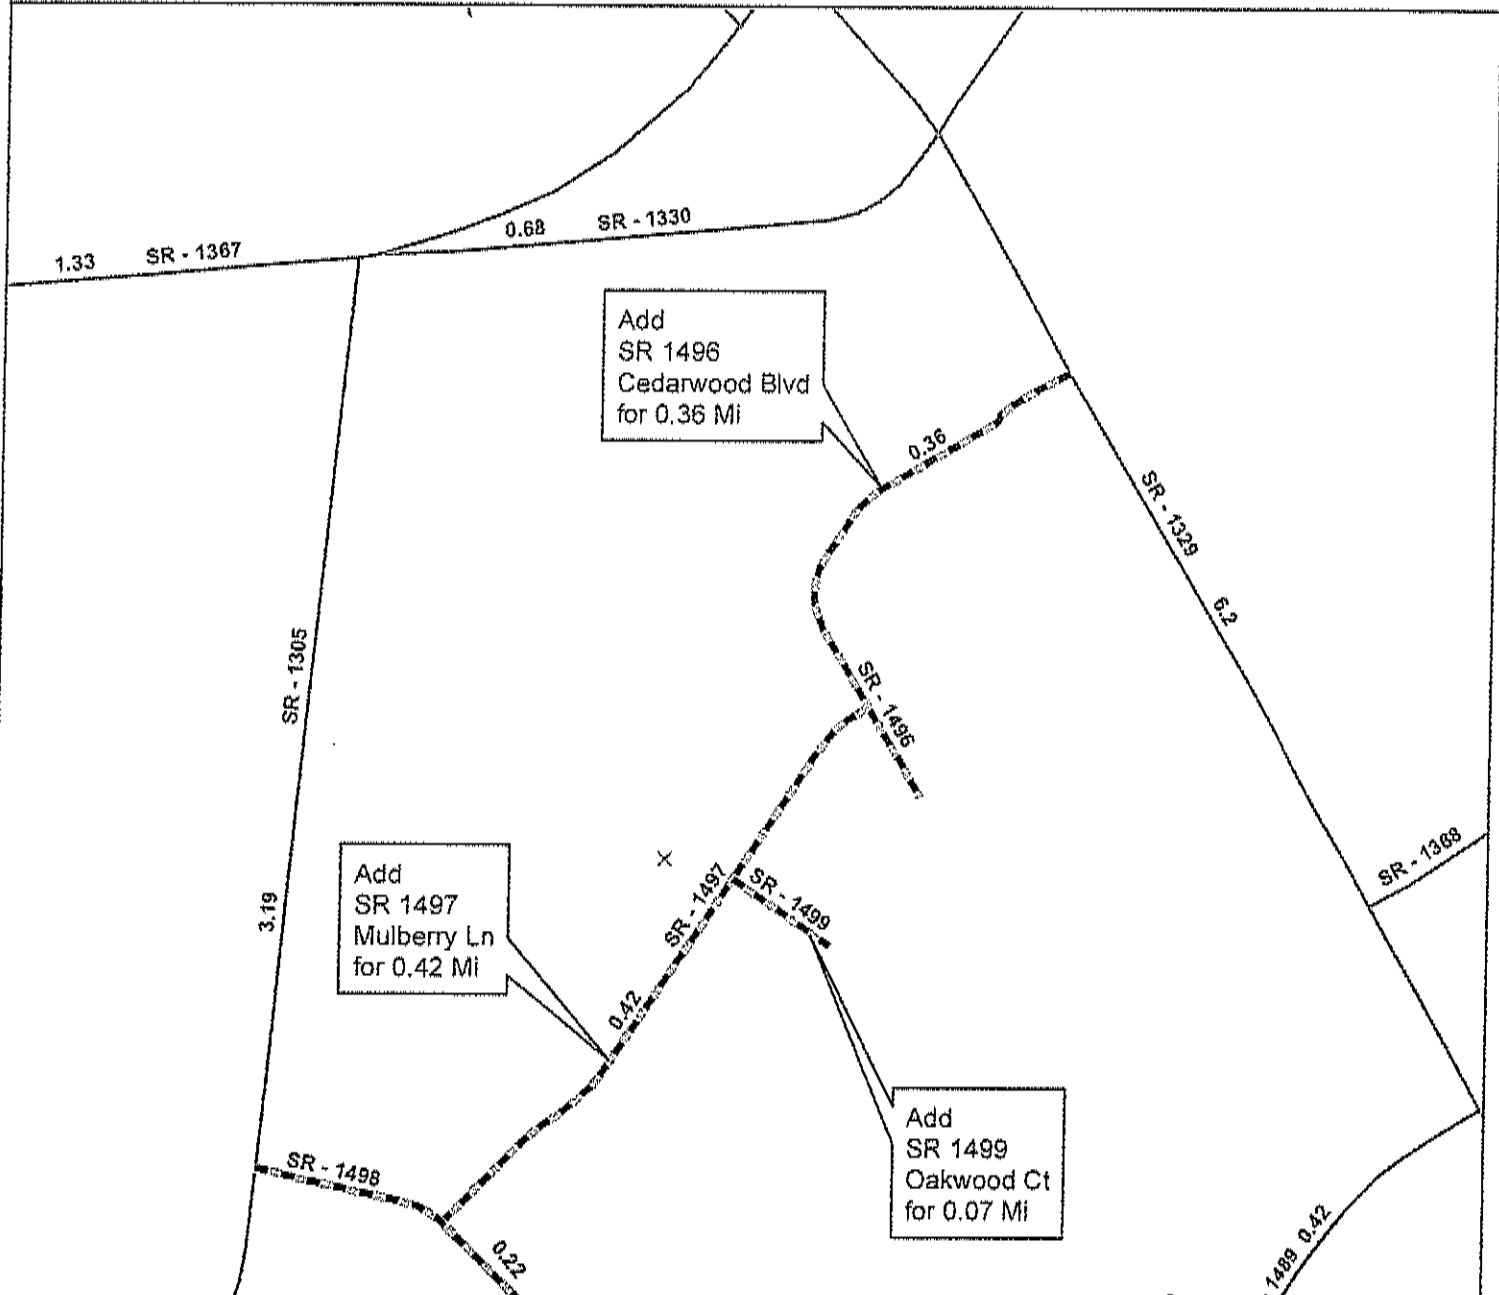 0.68 SR - 1330
1.33 SR - 1367
Add
SR 1496
Cedarwood Blvd
for 0.36 Mi
0.36
SR - 1329
6.2
SR - 1305
SR - 1496
3.19
Add
SR 1497
Mulberry Ln
for 0.42 Mi
SR - 1497
SR - 1499
SR - 1368
0.42
Add
SR 1499
Oakwood Ct
for 0.07 Mi
SR - 1498
0.22
1489 0.42